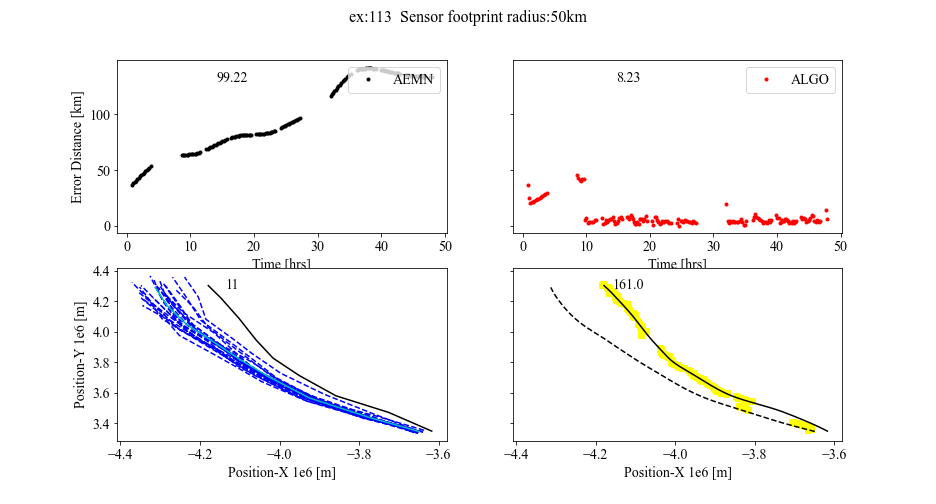 ex:113  Sensor footprint radius:50km
99.22
AEMN
Error Distance [km]
100
50
0
0 10 20 30 40 50
Time [hrs]
8.23
ALGO
0 10 20 30 40 50
Time [hrs]
11
Position-Y 1e6 [m]
4.4
4.2
4.0
3.8
3.6
3.4
−4.4 −4.2 −4.0 −3.8 −3.6
Position-X 1e6 [m]
161.0
−4.4 −4.2 −4.0 −3.8 −3.6
Position-X 1e6 [m]